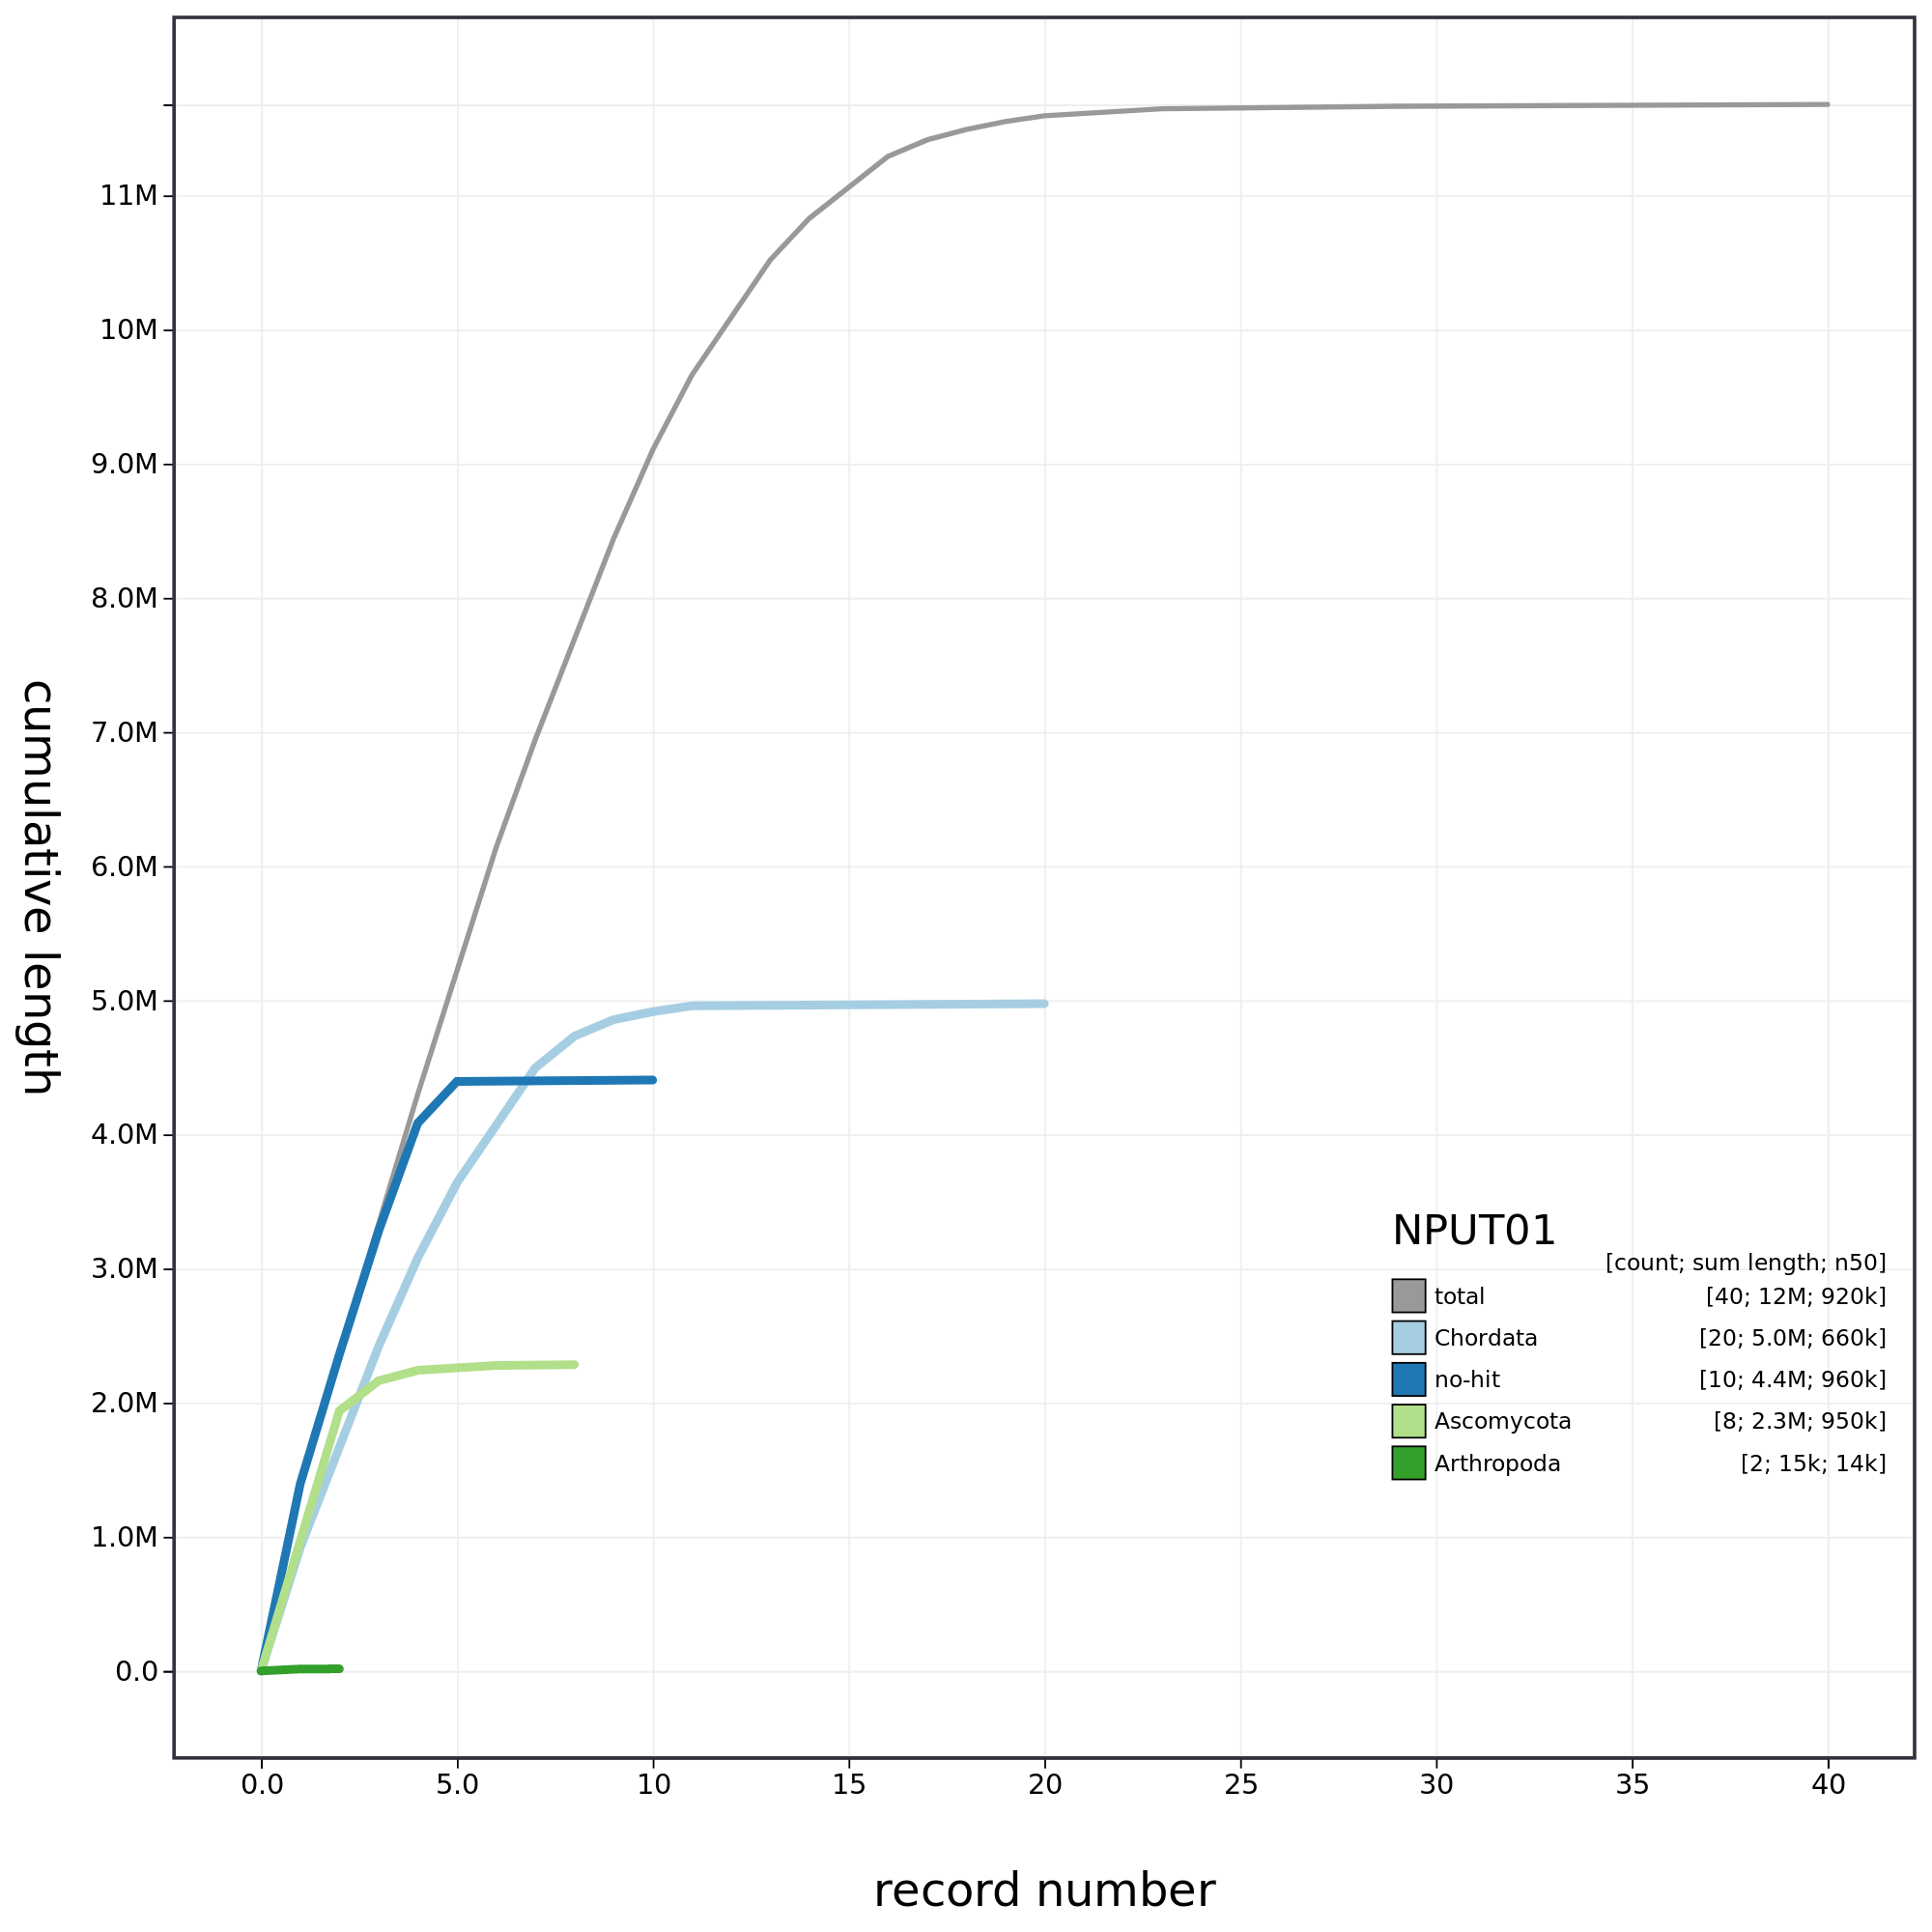 11M
10M
9.0M
8.0M
7.0M
6.0M
5.0M
4.0M
3.0M
2.0M
1.0M
0.0
cumulative length
NPUT01
[count; sum length; n50]
total [40; 12M; 920k]
Chordata [20; 5.0M; 660k]
no-hit [10; 4.4M; 960k]
Ascomycota [8; 2.3M; 950k]
Arthropoda [2; 15k; 14k]
0.0 5.0 10 15 20 25 30 35 40
record number